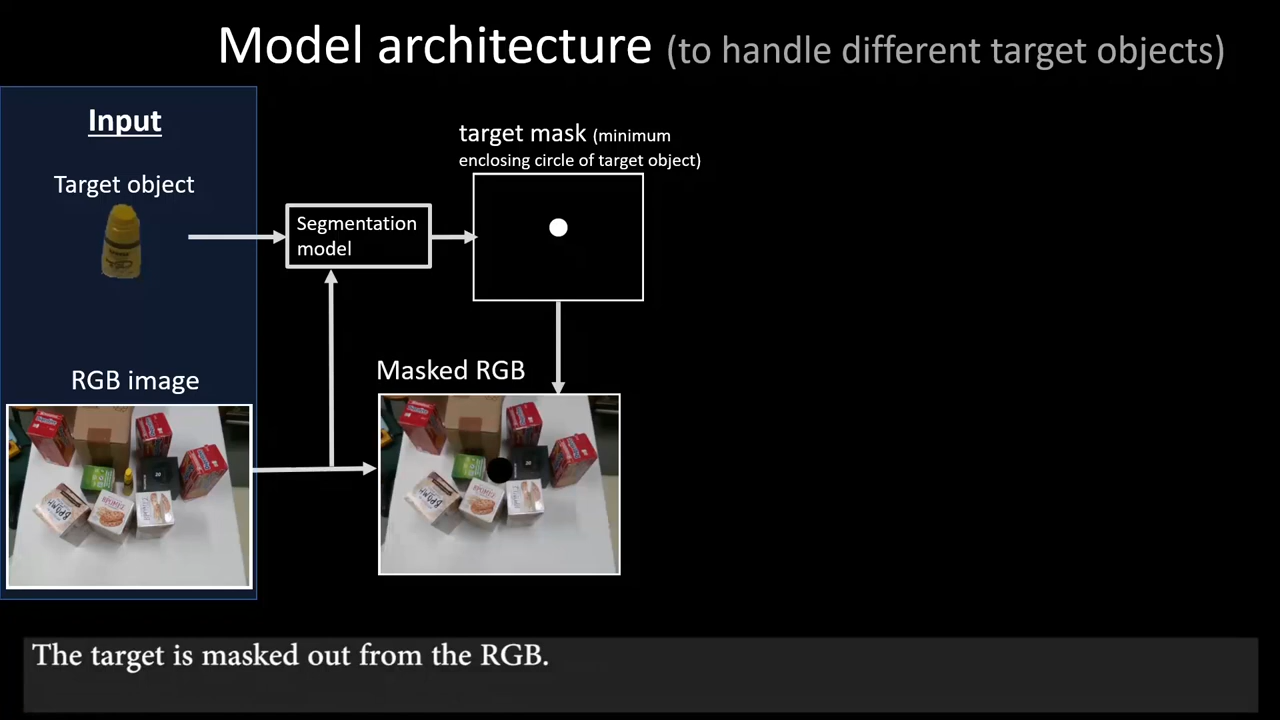 Model architecture (to handle different target objects)
Input
Target object
RGB image
Segmentation
model
target mask (minimum
enclosing circle of target object)
Masked RGB
The target is masked out from the RGB.